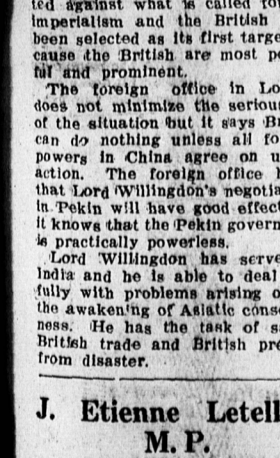 ted against what is called fo
imperialism and the British
been selected as its first targe
cause the British are most p
ful and prominent.
The foreign office in Lo
does not minimize the seriou
of the situation but it says B
can do nothing unless all fo
powers in China agree on u
action. The foreign office
that Lord Willingdon's negotia
in Pekin will have good effec
it knows that the Pekin govern
is practically powerless.
Lord Willingdon has serve
India and he is able to deal
fully with problems arising o
the awakening of Asiatic cons
ness. He has the task of s
British trade and British pre
from disaster.
J. Etienne Letell
M. P.